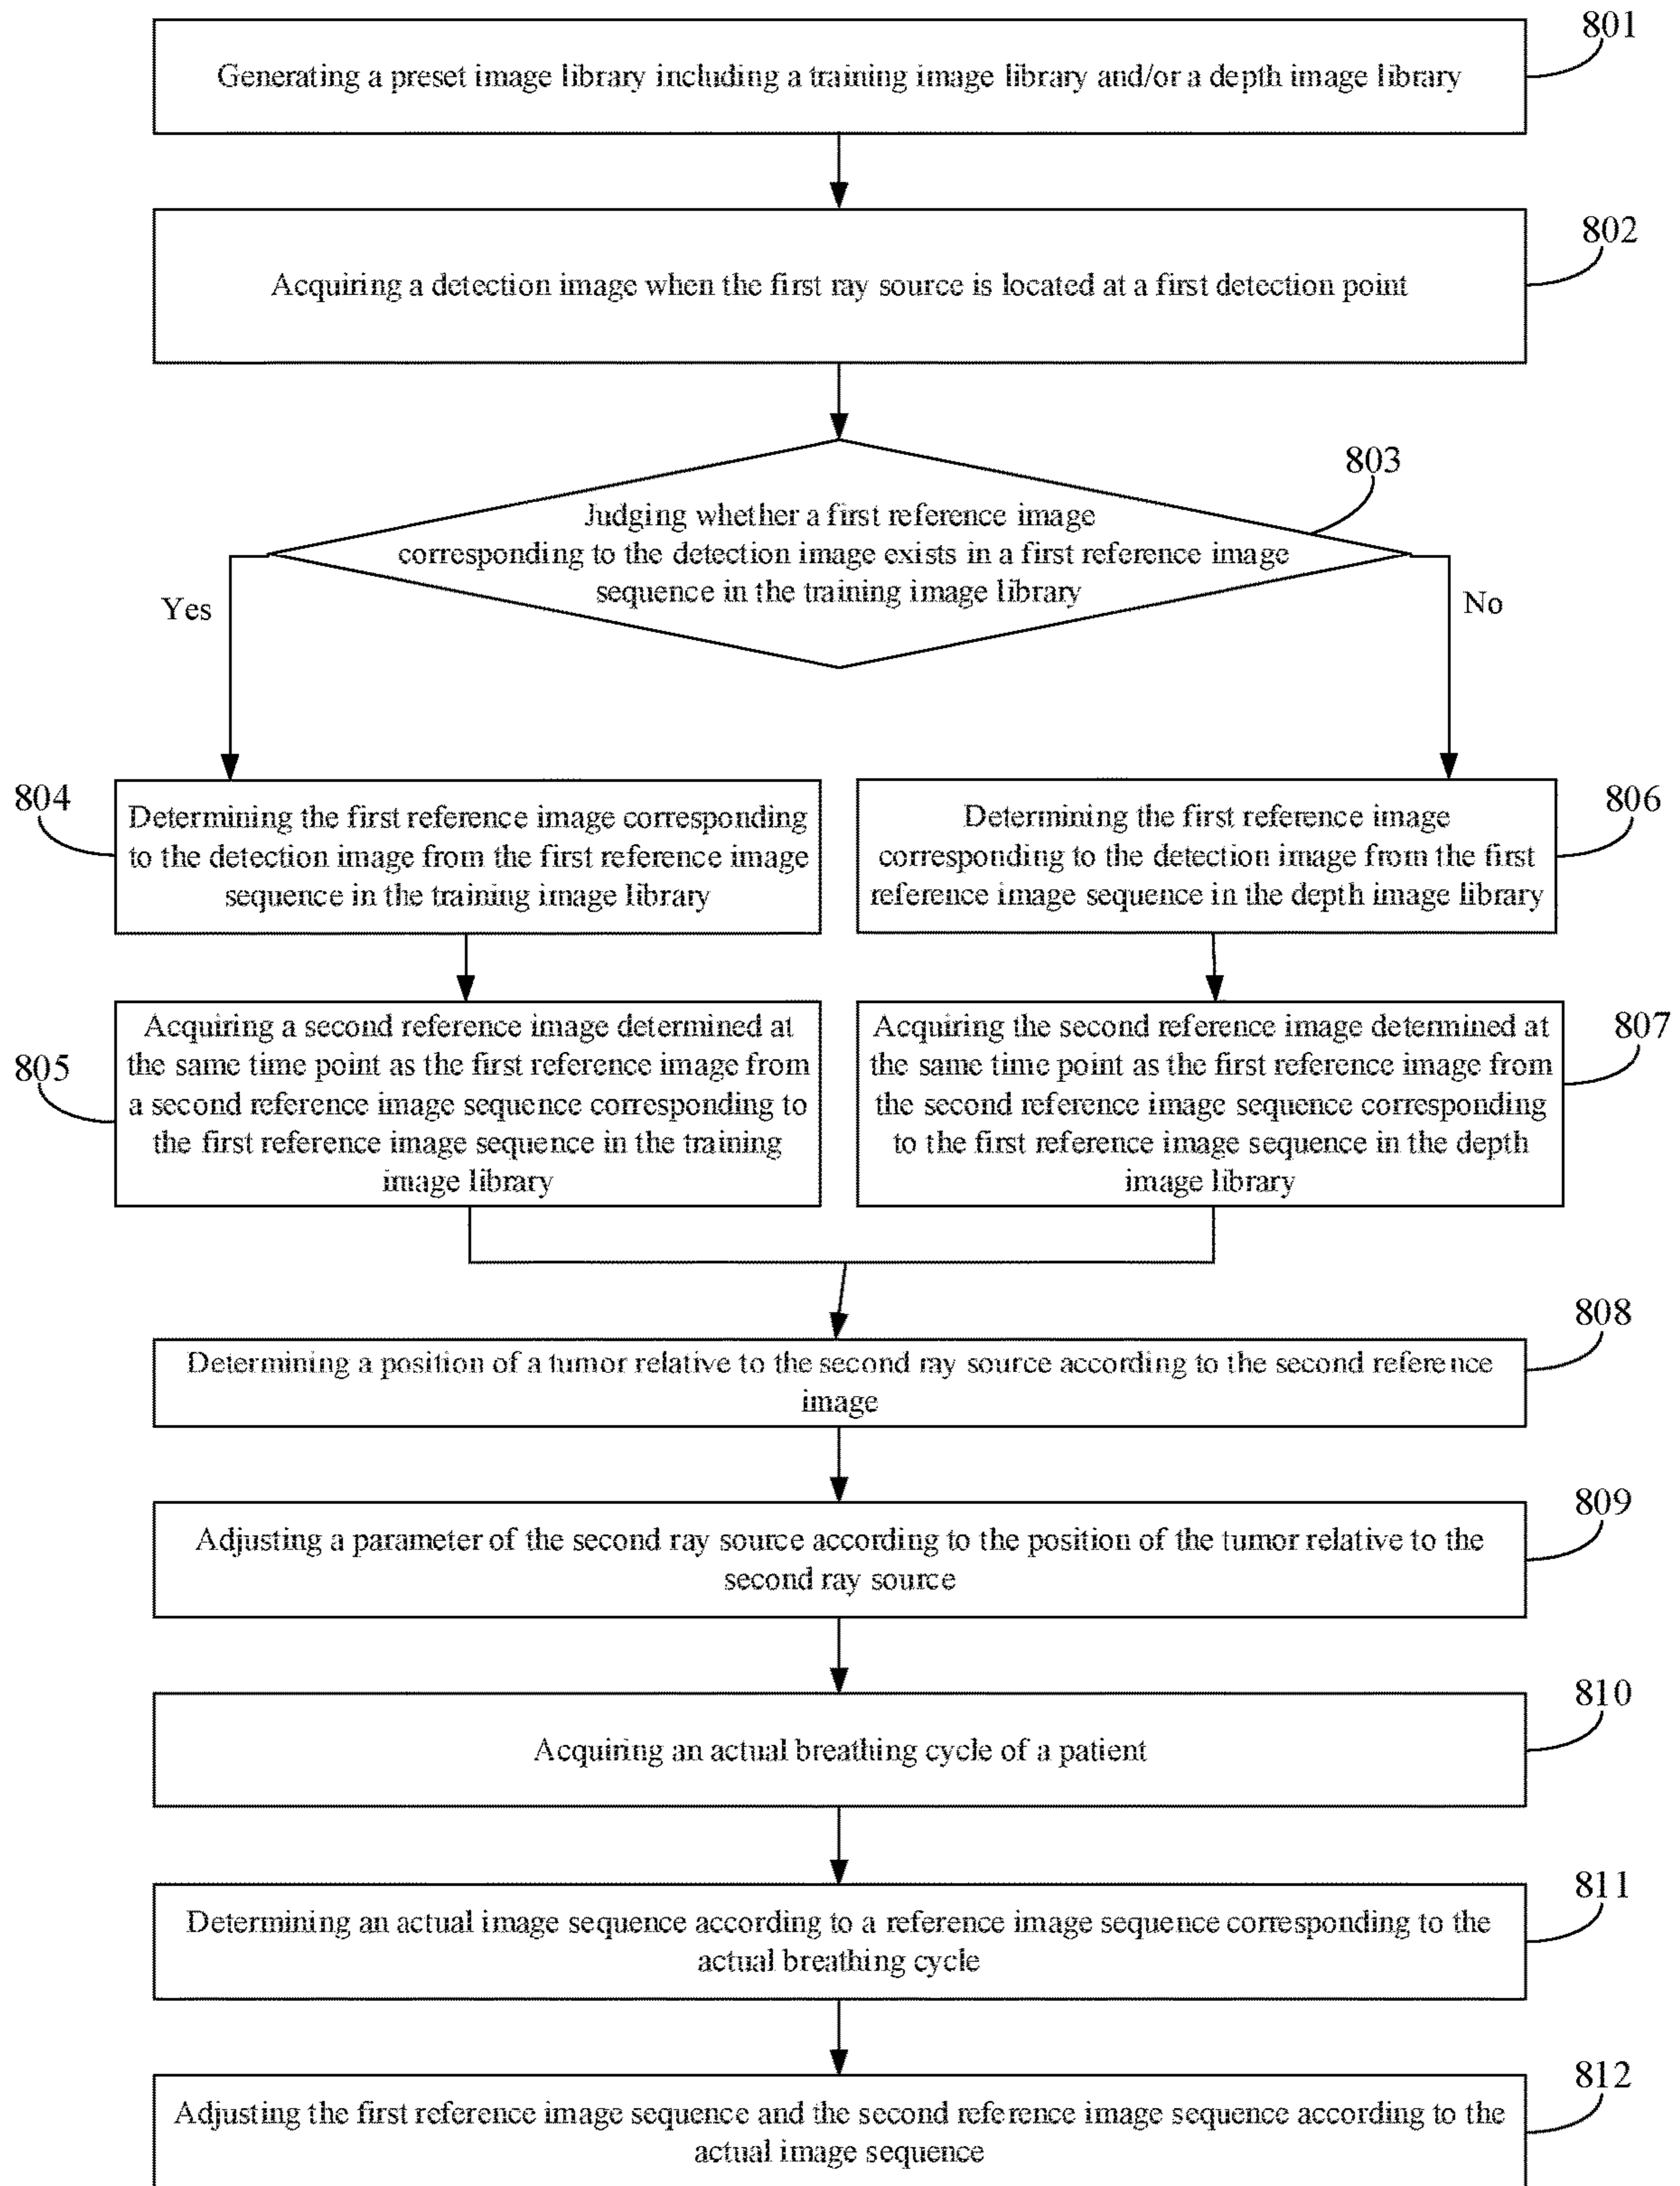 801
Generating a preset image library including a training image library and/or a depth image library
802
Acquiring a detection image when the first ray source is located at a first detection point
803
Judging whether a first reference image
corresponding to the detection image exists in a first reference image
sequence in the training image library
Yes
No
804
Determining the first reference image corresponding
to the detection image from the first reference image
sequence in the training image library
806
Determining the first reference image
corresponding to the detection image from the first
reference image sequence in the depth image library
805
Acquiring a second reference image determined at
the same time point as the first reference image from
a second reference image sequence corresponding to
the first reference image sequence in the training
image library
807
Acquiring the second reference image determined at
the same time point as the first reference image from
the second reference image sequence corresponding
to the first reference image sequence in the depth
image library
808
Determining a position of a tumor relative to the second ray source according to the second reference
image
809
Adjusting a parameter of the second ray source according to the position of the tumor relative to the
second ray source
810
Acquiring an actual breathing cycle of a patient
811
Determining an actual image sequence according to a reference image sequence corresponding to the
actual breathing cycle
812
Adjusting the first reference image sequence and the second reference image sequence according to the
actual image sequence